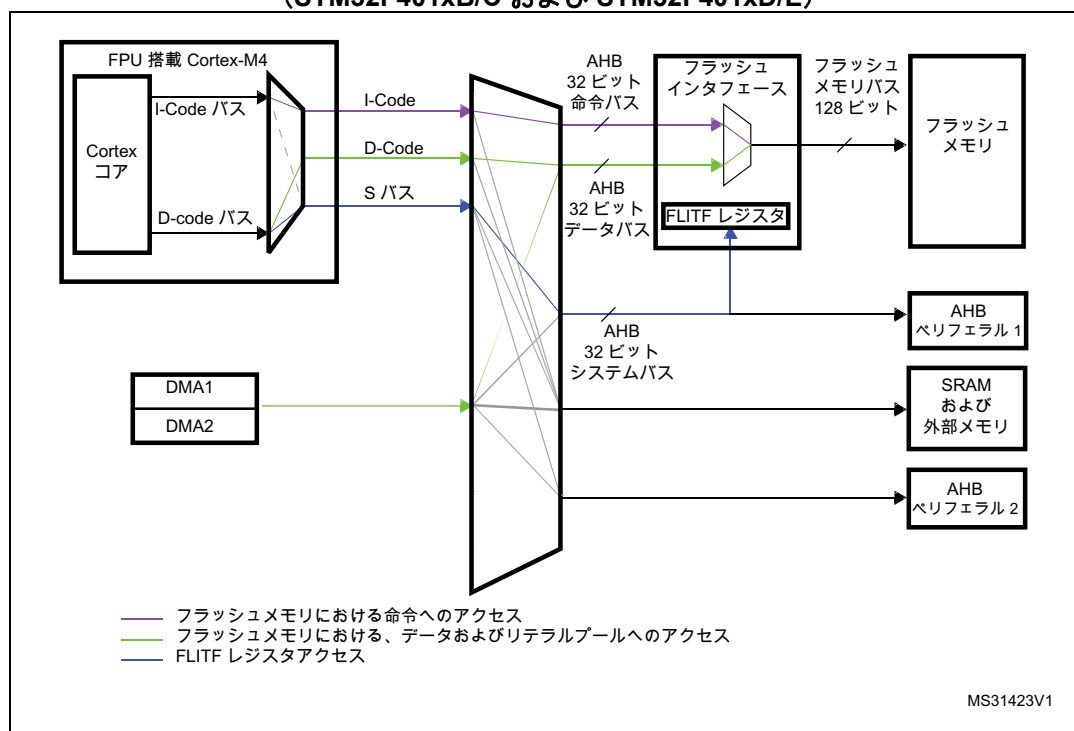 (STM32F401xB/C および STM32F401xD/E)
FPU 搭載 Cortex-M4
I-Code バス
Cortex
コア
D-code バス
I-Code
D-Code
S バス
AHB
32 ビット
命令バス
AHB
32 ビット
データバス
AHB
32 ビット
システムバス
フラッシュ
インタフェース
FLITF レジスタ
フラッシュ
メモリバス
128 ビット
フラッシュ
メモリ
AHB
ペリフェラル 1
SRAM
および
外部メモリ
AHB
ペリフェラル 2
DMA1
DMA2
フラッシュメモリにおける命令へのアクセス
フラッシュメモリにおける、データおよびリテラルプールへのアクセス
FLITF レジスタアクセス
MS31423V1